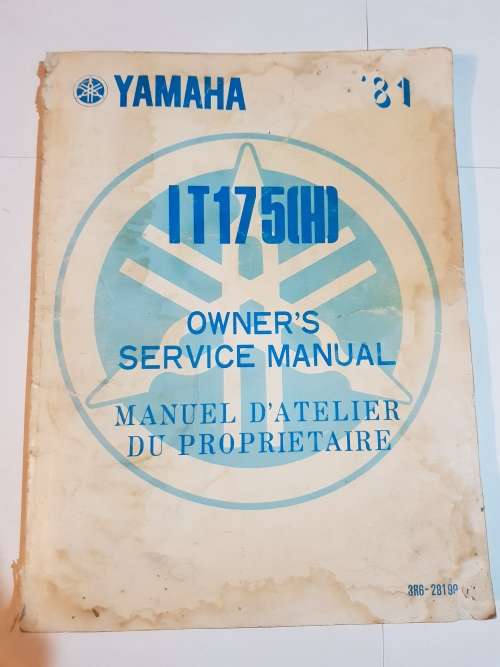 YAMAHA '81
IT175(H)
OWNER'S
SERVICE MANUAL
MANUEL D'ATELIER
DU PROPRIETAIRE